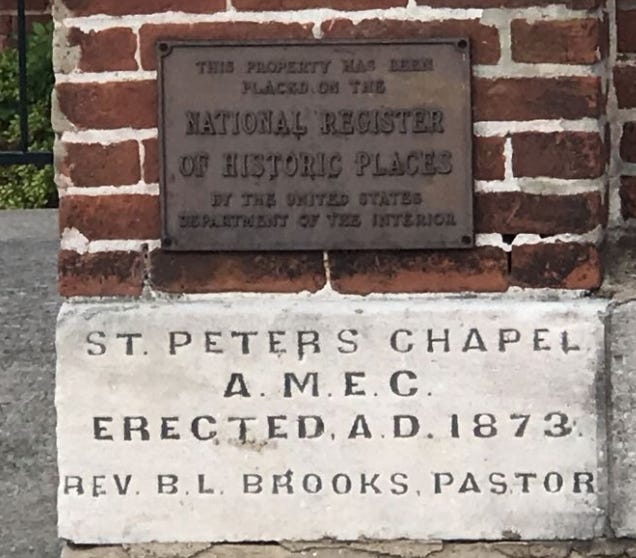 THIS PROPERTY HAS BEEN
PLACED ON THE
NATIONAL REGISTER
OF HISTORIC PLACES
BY THE UNITED STATES
DEPARTMENT OF THE INTERIOR
ST. PETERS CHAPEL
A.M.E.C.
ERECTED, A.D. 1873.
REV. B.L. BROOKS, PASTOR